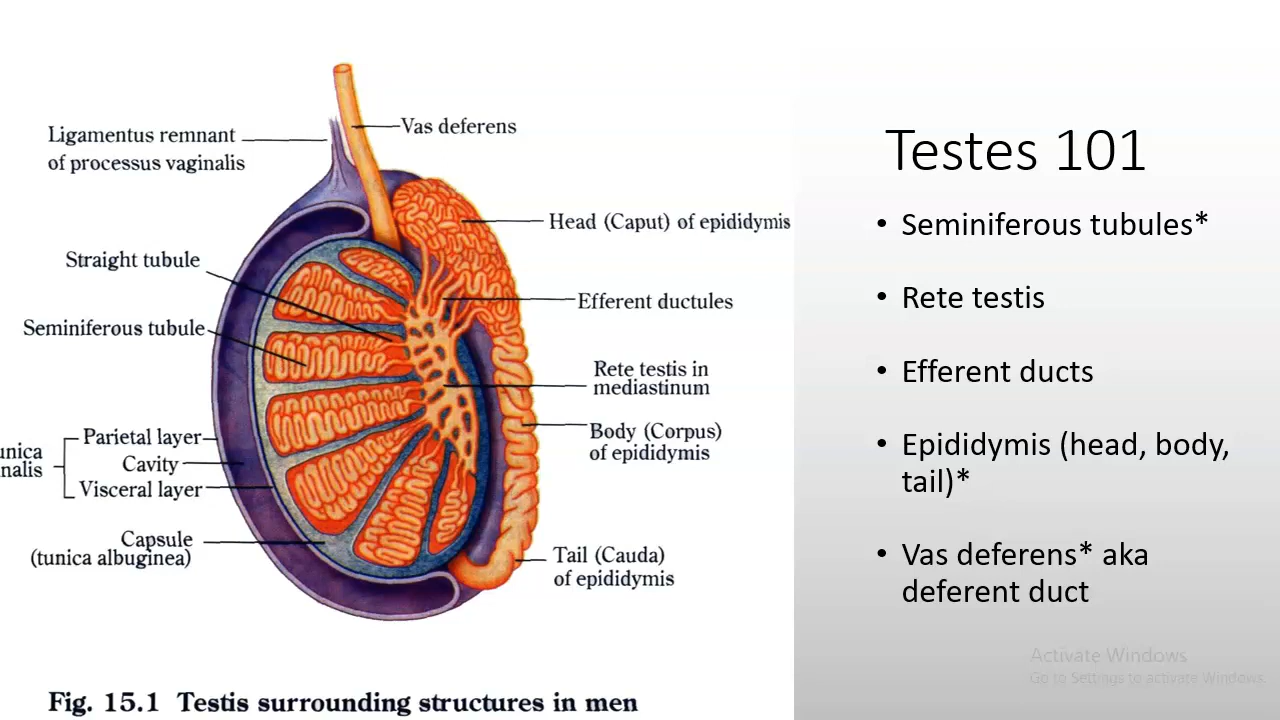 Vas deferens
Ligamentus remnant
of processus vaginalis
Head (Caput) of epididymis
Straight tubule
Efferent ductules
Seminiferous tubule
Rete testis in
mediastinum
Body (Corpus)
of epididymis
unica
nalis
Parietal layer
Cavity
Visceral layer
Capsule
(tunica albuginea)
Tail (Cauda)
of epididymis
Fig. 15.1 Testis surrounding structures in men
Testes 101
• Seminiferous tubules*
• Rete testis
• Efferent ducts
• Epididymis (head, body,
tail)*
• Vas deferens* aka
deferent duct
Activate Windows
Go to Settings to activate Windows.